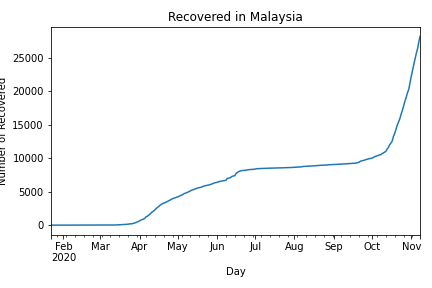 Recovered in Malaysia
Number of Recovered
25000
20000
15000
10000
5000
0
Feb Mar Apr May Jun Jul Aug Sep Oct Nov
2020
Day